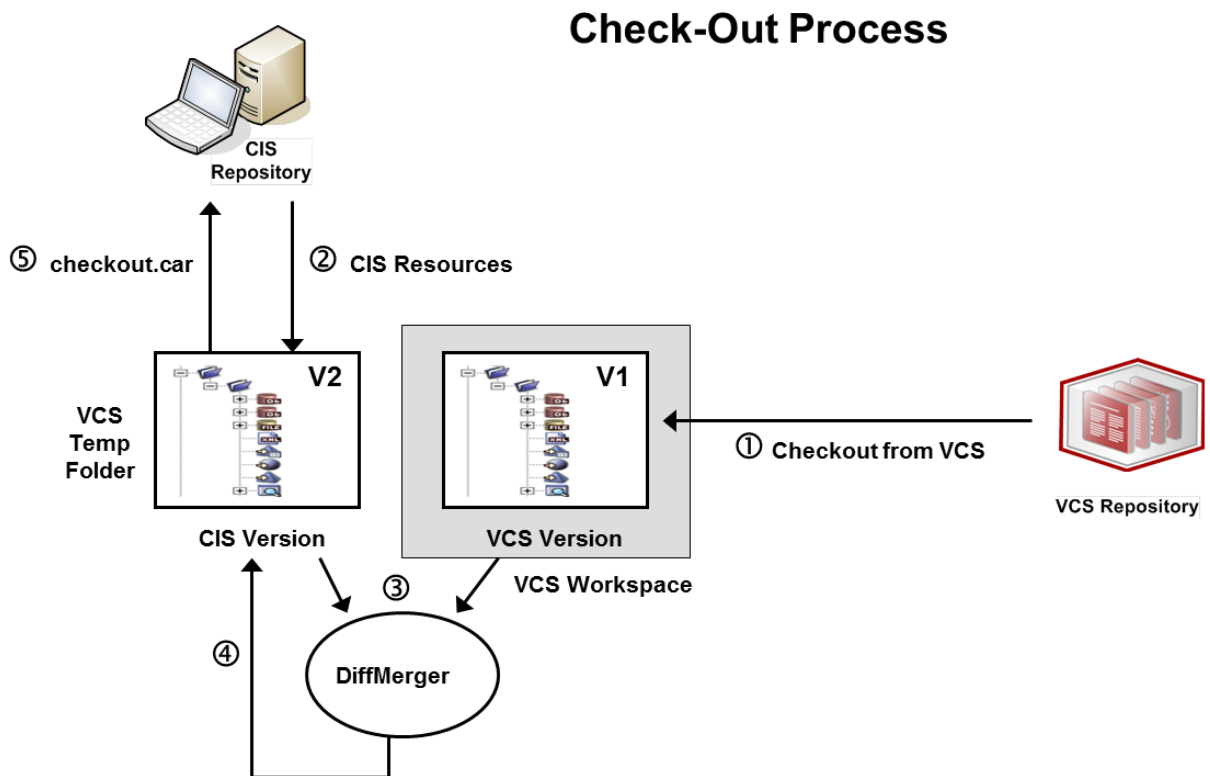 Check-Out Process
CIS
Repository
⑤ checkout.car
② CIS Resources
V2
V1
VCS
Temp
Folder
① Checkout from VCS
VCS Repository
CIS Version
VCS Version
VCS Workspace
③
④
DiffMerger